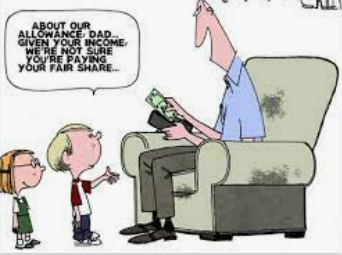 ABOUT OUR
ALLOWANCE, DAD...
GIVEN YOUR INCOME,
WE'RE NOT SURE
YOU'RE PAYING
YOUR FAIR SHARE...